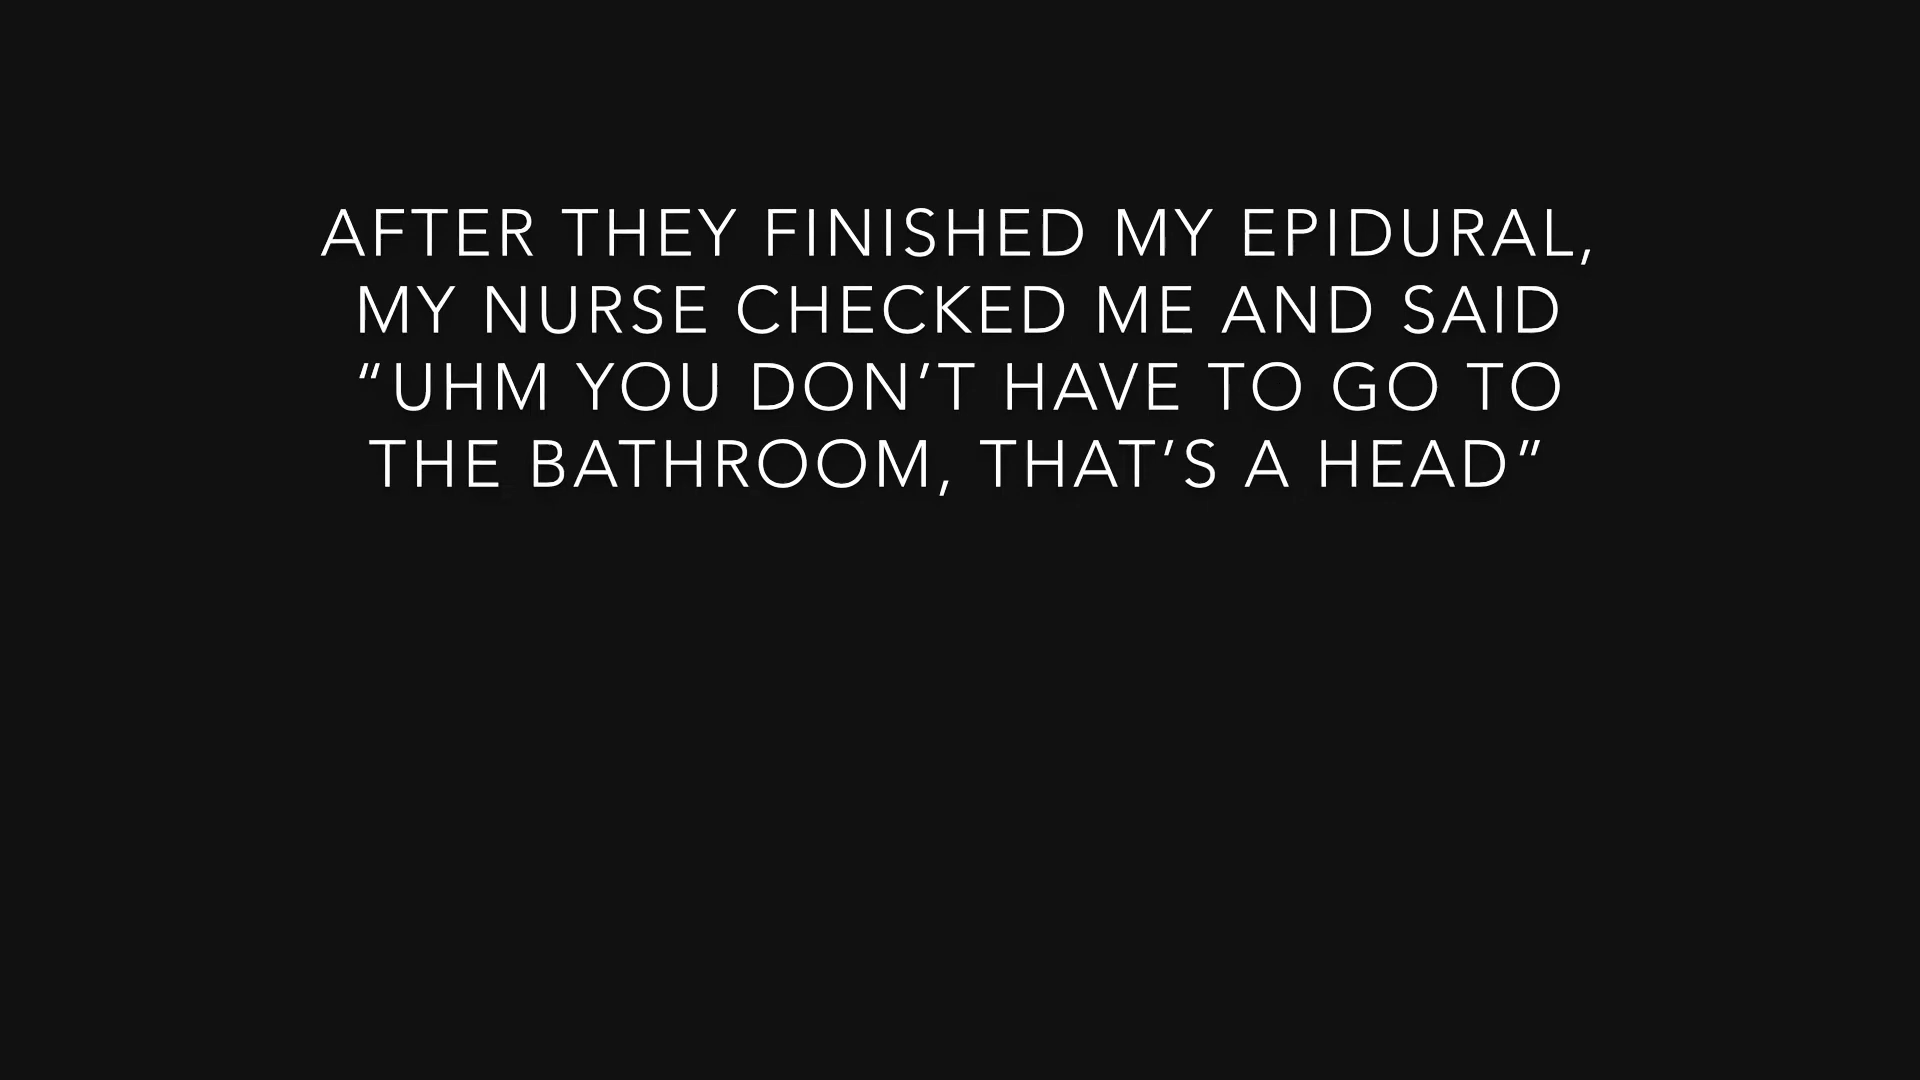 AFTER THEY FINISHED MY EPIDURAL,
MY NURSE CHECKED ME AND SAID
“UHM YOU DON’T HAVE TO GO TO
THE BATHROOM, THAT’S A HEAD”